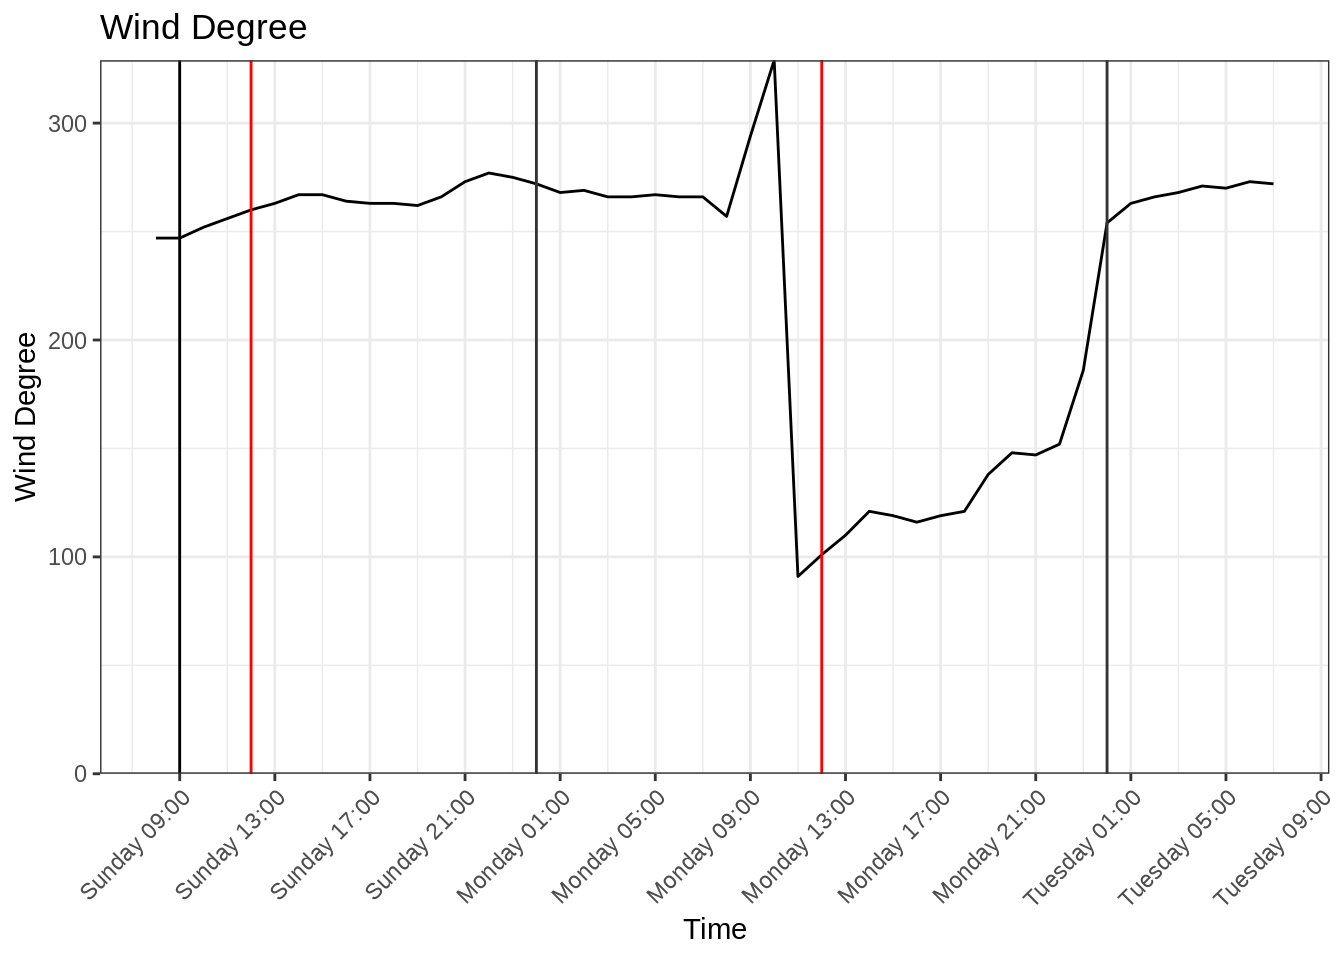 Wind Degree
Wind Degree
300
200
100
0
Sunday 09:00
Sunday 13:00
Sunday 17:00
Sunday 21:00
Monday 01:00
Monday 05:00
Monday 09:00
Monday 13:00
Monday 17:00
Monday 21:00
Tuesday 01:00
Tuesday 05:00
Tuesday 09:00
Time